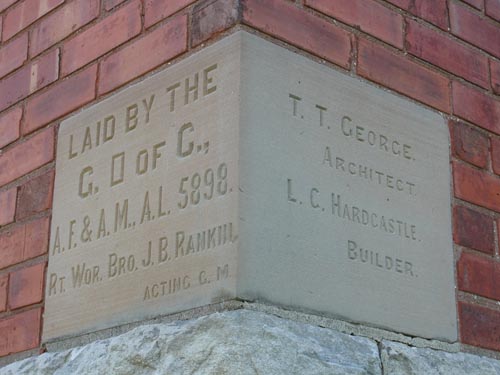 LAID BY THE
G. ▯ OF G.,
A.F. & A.M., A.L. 5898.
RT. WOR. BRO. J.B. RANKIN,
ACTING G. M
T. T. GEORGE.
ARCHITECT.
L. C. HARDCASTLE.
BUILDER.